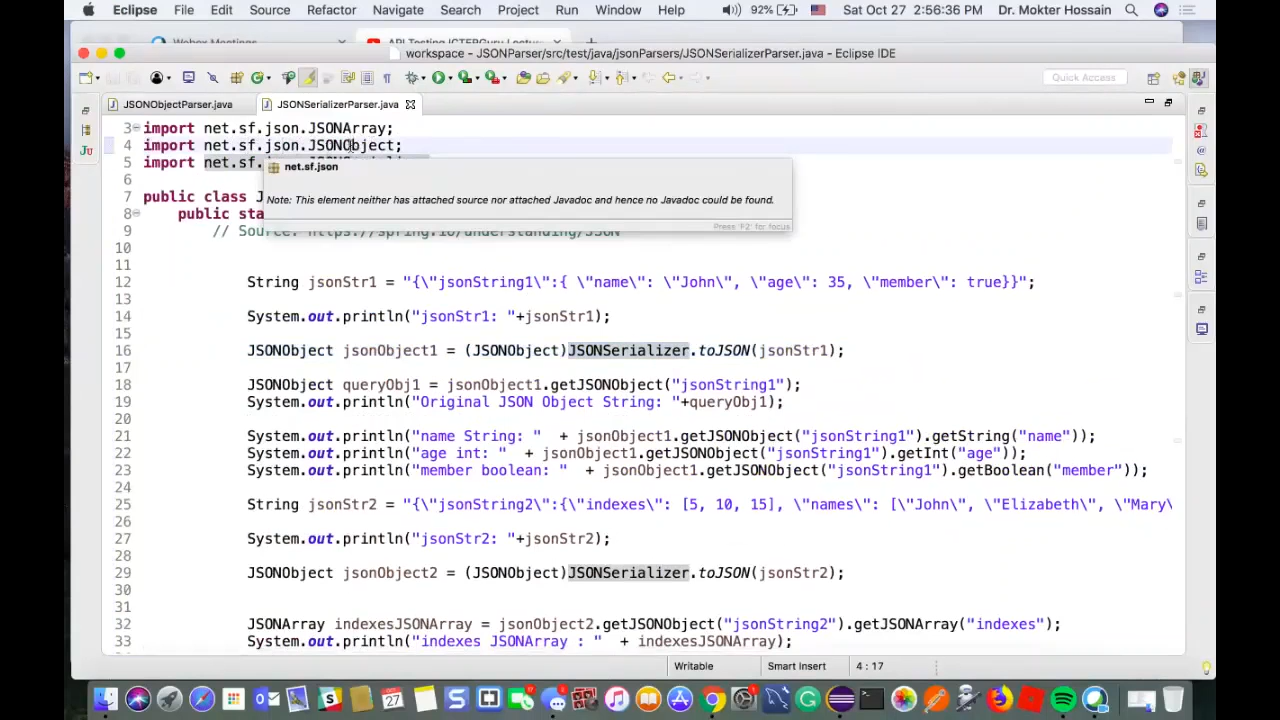 Eclipse File Edit Source Refactor Navigate Search Project Run Window Help 92% Sat Oct 27 2:56:36 PM Dr. Mokter Hossain
Webex Meetings
workspace - JSONParser/src/test/java/jsonParsers/JSONSerializerParser.java - Eclipse IDE
Quick Access
JSONObjectParser.java JSONSerializerParser.java
3 import net.sf.json.JSONArray;
4 import net.sf.json.JSONObject;
5 import net.sf.
net.sf.json
6
7 public class J
Note: This element neither has attached source nor attached Javadoc and hence no Javadoc could be found.
8 public sta
Press 'F2' for focus
9 // Source: https://spring.io/understanding/JSON
10
11
12 String jsonStr1 = "{\"jsonString1\":{ \"name\": \"John\", \"age\": 35, \"member\": true}}";
13
14 System.out.println("jsonStr1: "+jsonStr1);
15
16 JSONObject jsonObject1 = (JSONObject)JSONSerializer.toJSON(jsonStr1);
17
18 JSONObject queryObj1 = jsonObject1.getJSONObject("jsonString1");
19 System.out.println("Original JSON Object String: "+queryObj1);
20
21 System.out.println("name String: " + jsonObject1.getJSONObject("jsonString1").getString("name"));
22 System.out.println("age int: " + jsonObject1.getJSONObject("jsonString1").getInt("age"));
23 System.out.println("member boolean: " + jsonObject1.getJSONObject("jsonString1").getBoolean("member"));
24
25 String jsonStr2 = "{\"jsonString2\":{\"indexes\": [5, 10, 15], \"names\": [\"John\", \"Elizabeth\", \"Mary\
26
27 System.out.println("jsonStr2: "+jsonStr2);
28
29 JSONObject jsonObject2 = (JSONObject)JSONSerializer.toJSON(jsonStr2);
30
31
32 JSONArray indexesJSONArray = jsonObject2.getJSONObject("jsonString2").getJSONArray("indexes");
33 System.out.println("indexes JSONArray : " + indexesJSONArray);
Writable Smart Insert 4 : 17